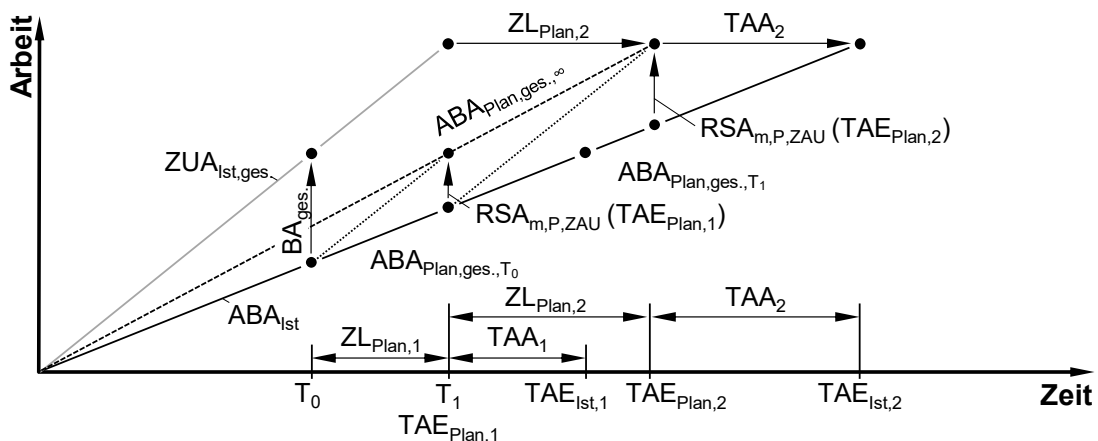 Arbeit
ZL_Plan,2
TAA_2
ABA_Plan,ges.,∞
RSA_m,P,ZAU (TAE_Plan,2)
ZUA_Ist,ges.
BA_ges.
ABA_Plan,ges.,T_1
RSA_m,P,ZAU (TAE_Plan,1)
ABA_Plan,ges.,T_0
ABA_Ist
ZL_Plan,2
TAA_2
ZL_Plan,1
TAA_1
T_0
T_1
TAE_Ist,1
TAE_Plan,2
TAE_Ist,2
Zeit
TAE_Plan,1